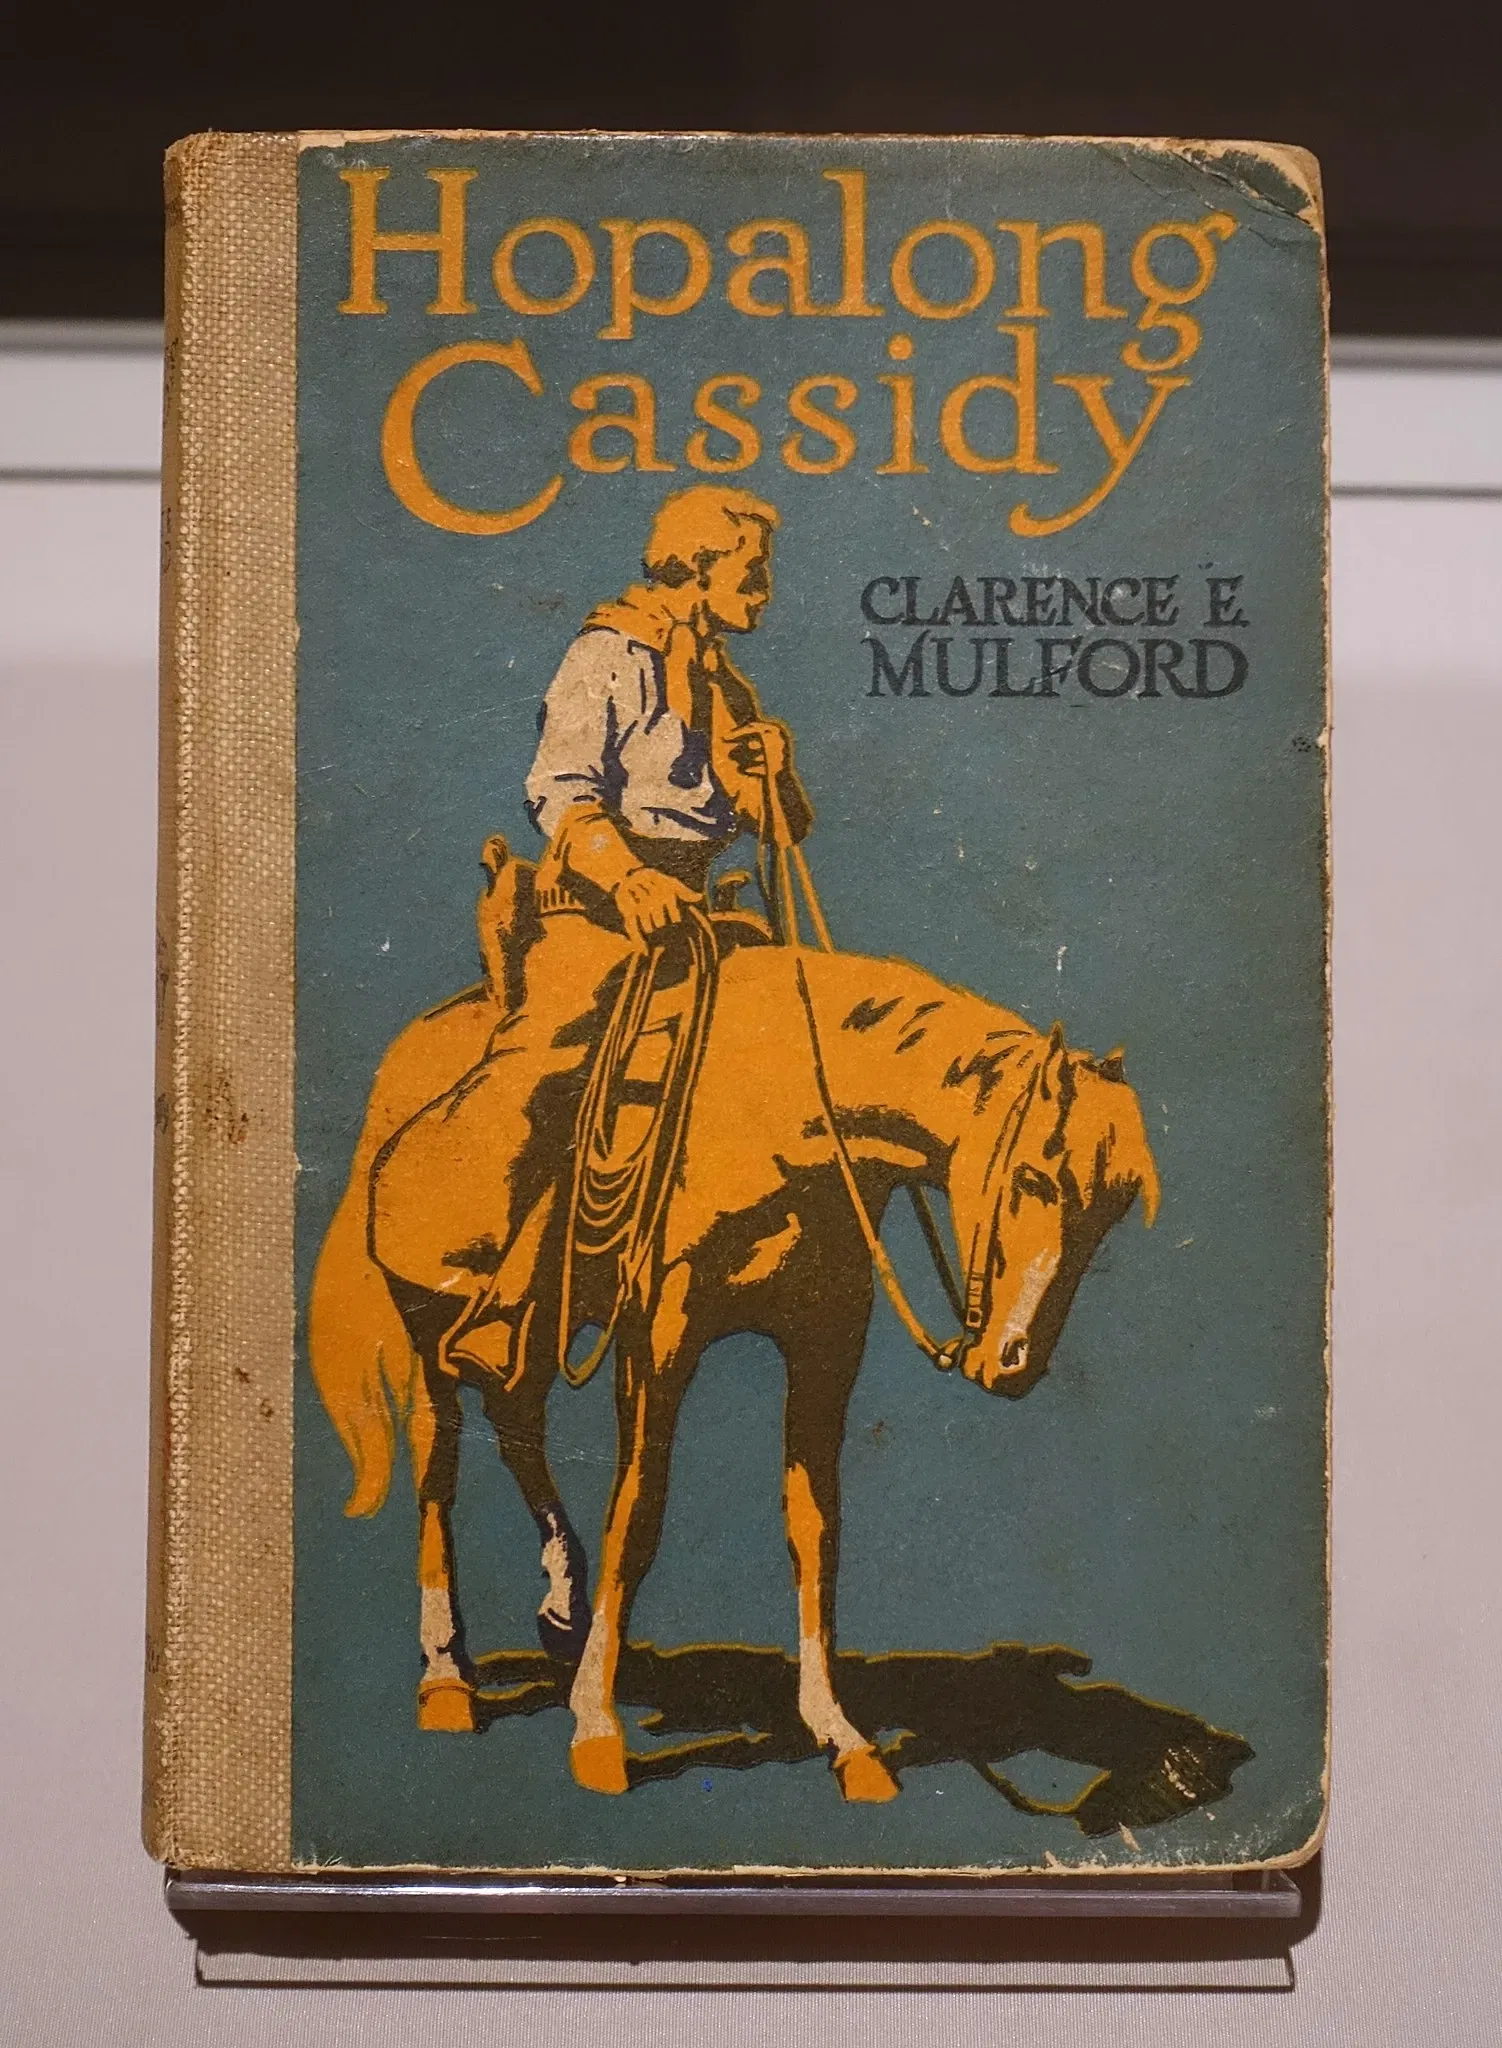 Hopalong
Cassidy
CLARENCE E.
MULFORD